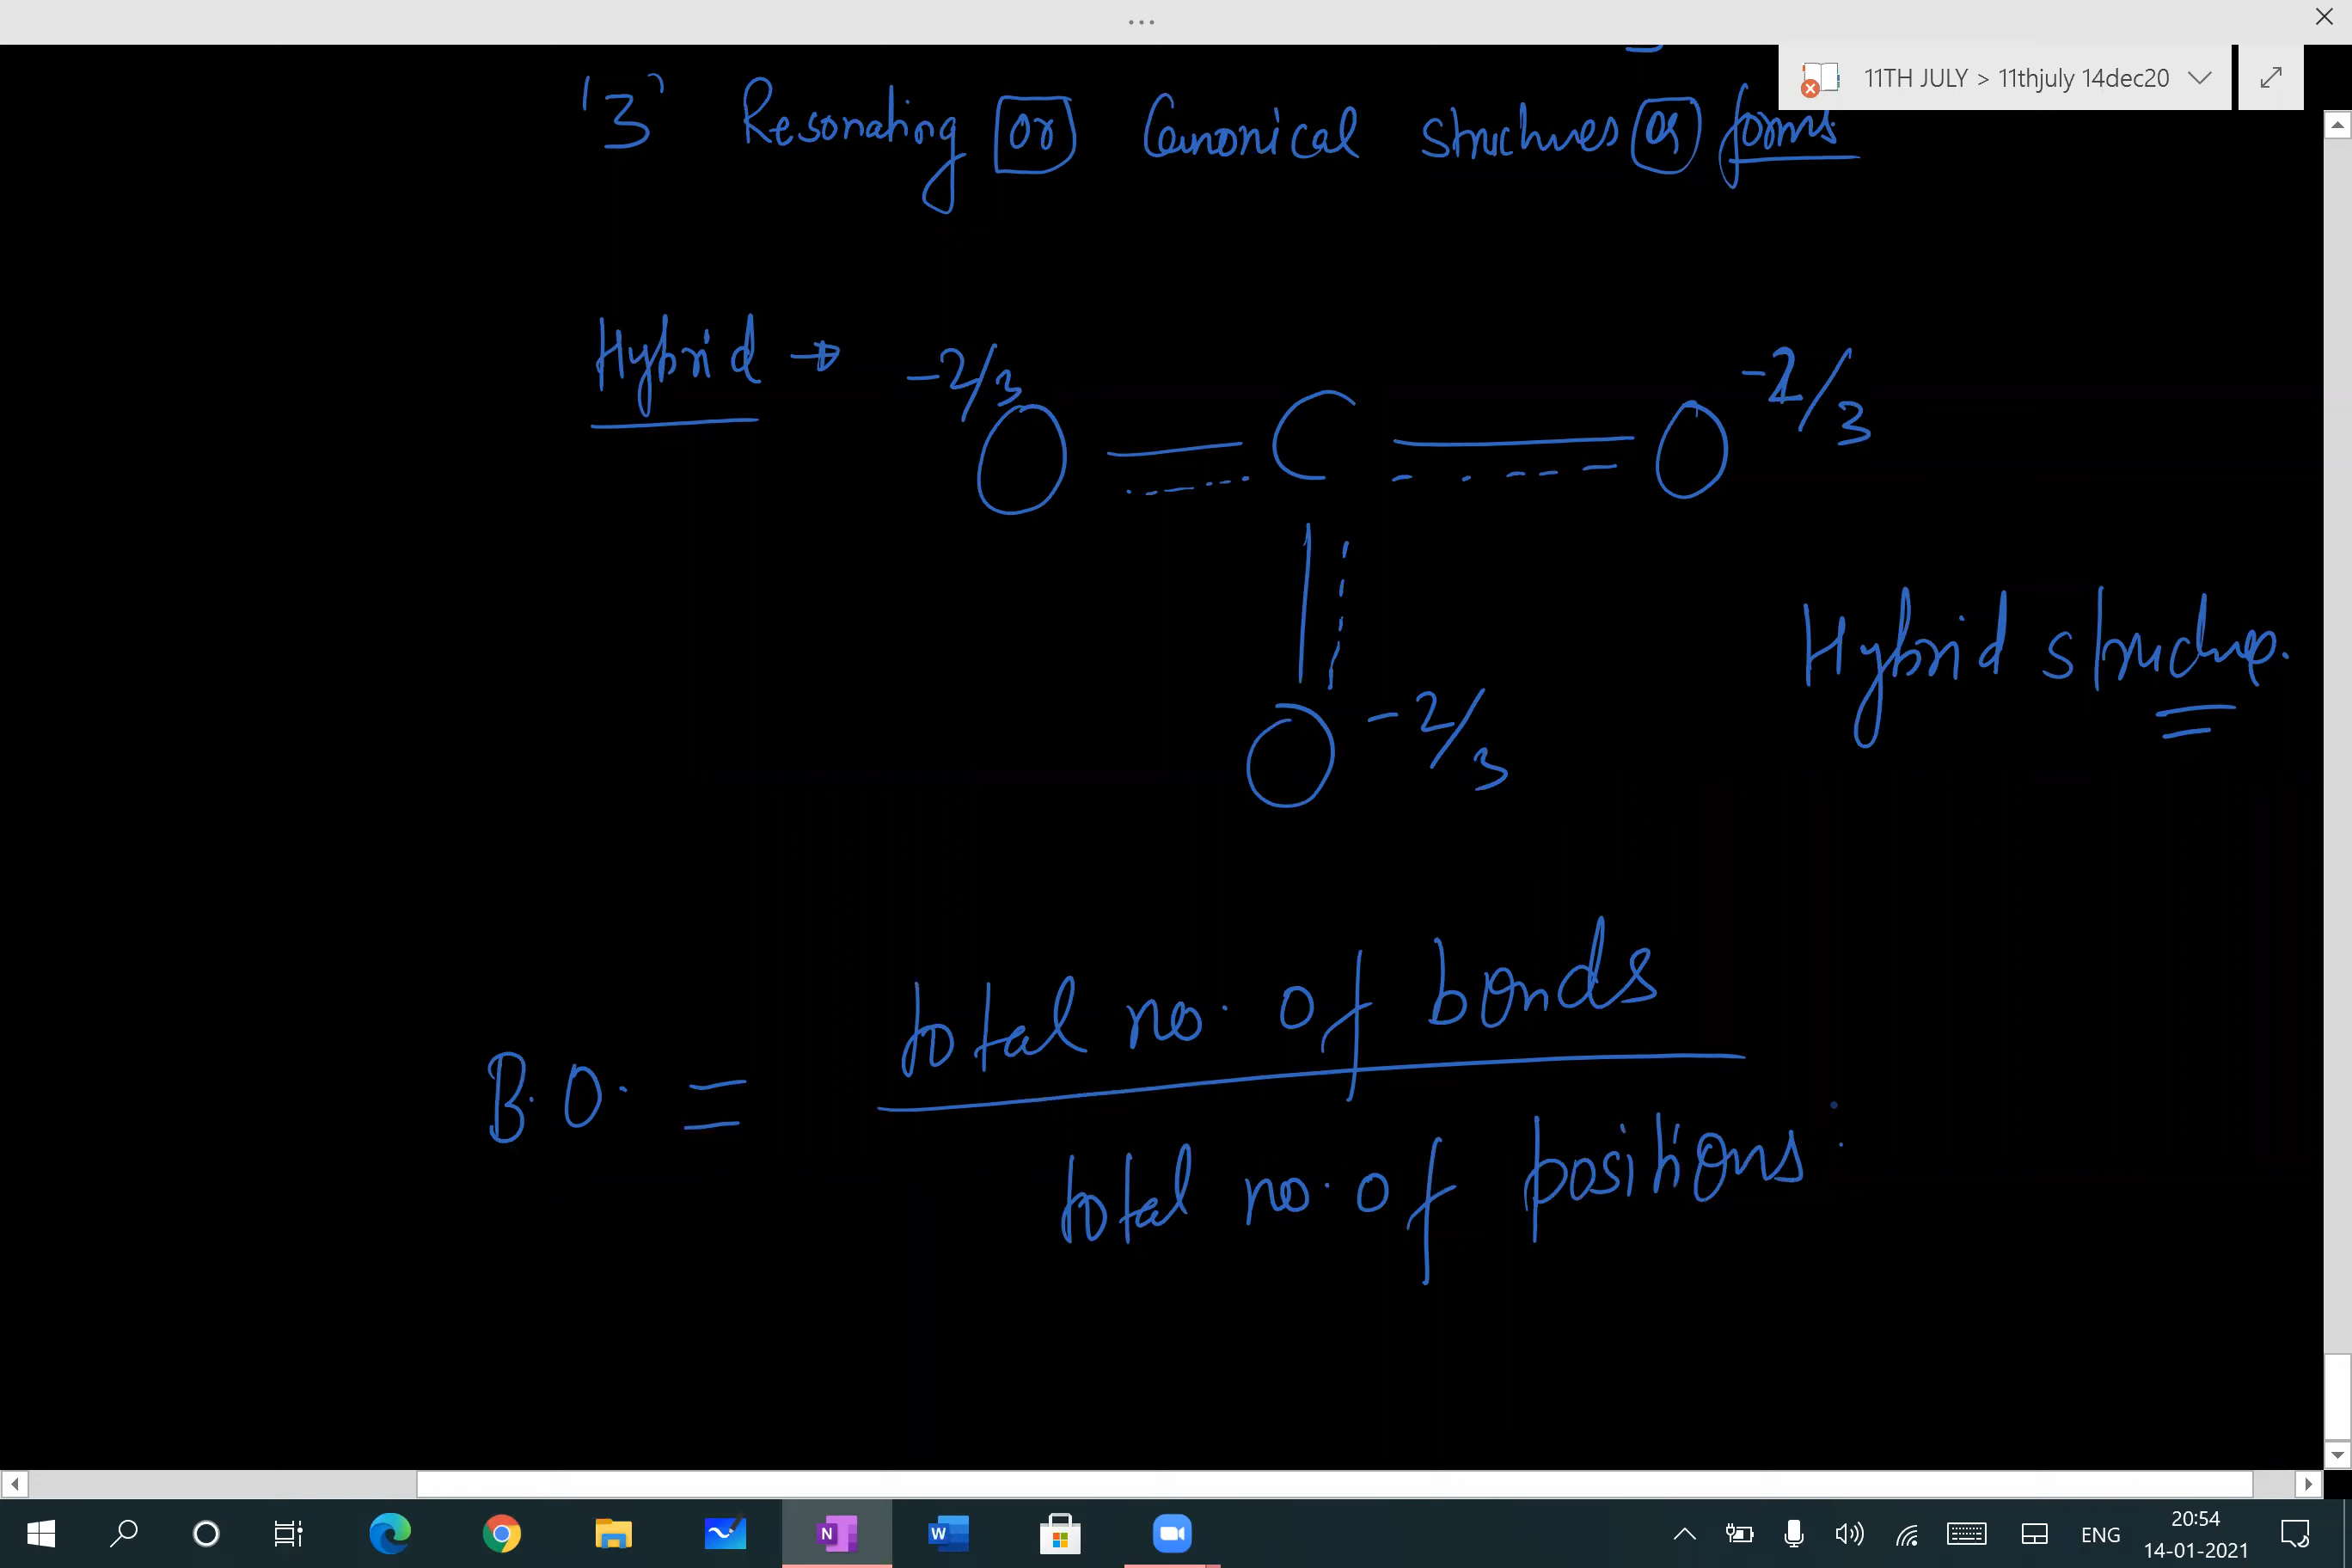 11TH JULY > 11thjuly 14dec20
'3' Resonating or Canonical structures or forms
Hybrid → -2/3 O C O -2/3
O -2/3
Hybrid structure.
B.O. = total no. of bonds
total no. of positions
N
W
ENG
20:54
14-01-2021